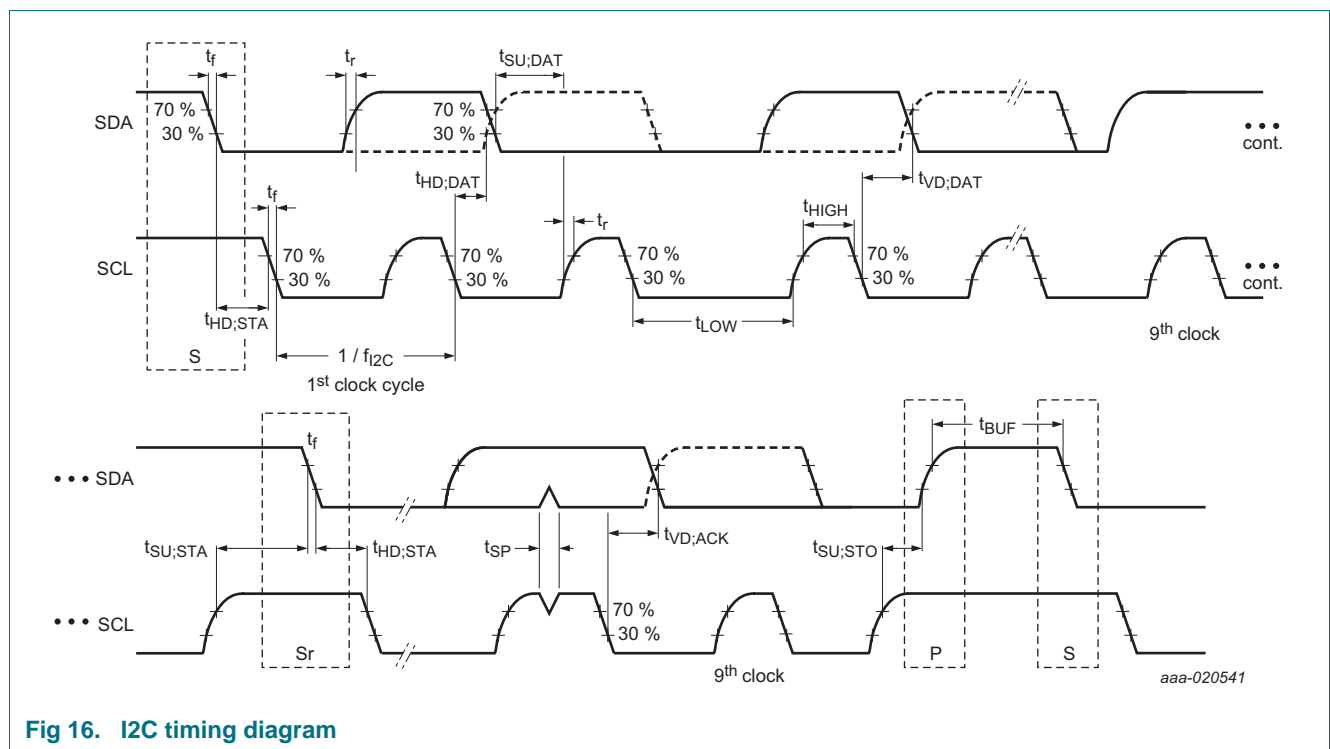 tf
tr
tSU;DAT
70 %
30 %
70 %
30 %
SDA
•••
cont.
tHD;DAT
tVD;DAT
tf
tr
tHIGH
70 %
30 %
70 %
30 %
70 %
30 %
70 %
30 %
SCL
•••
cont.
tHD;STA
tLOW
9th clock
S
1 / fI2C
1st clock cycle
tf
tBUF
••• SDA
tSU;STA
tHD;STA
tSP
tVD;ACK
tSU;STO
70 %
30 %
••• SCL
Sr
P
S
9th clock
aaa-020541
Fig 16. I2C timing diagram